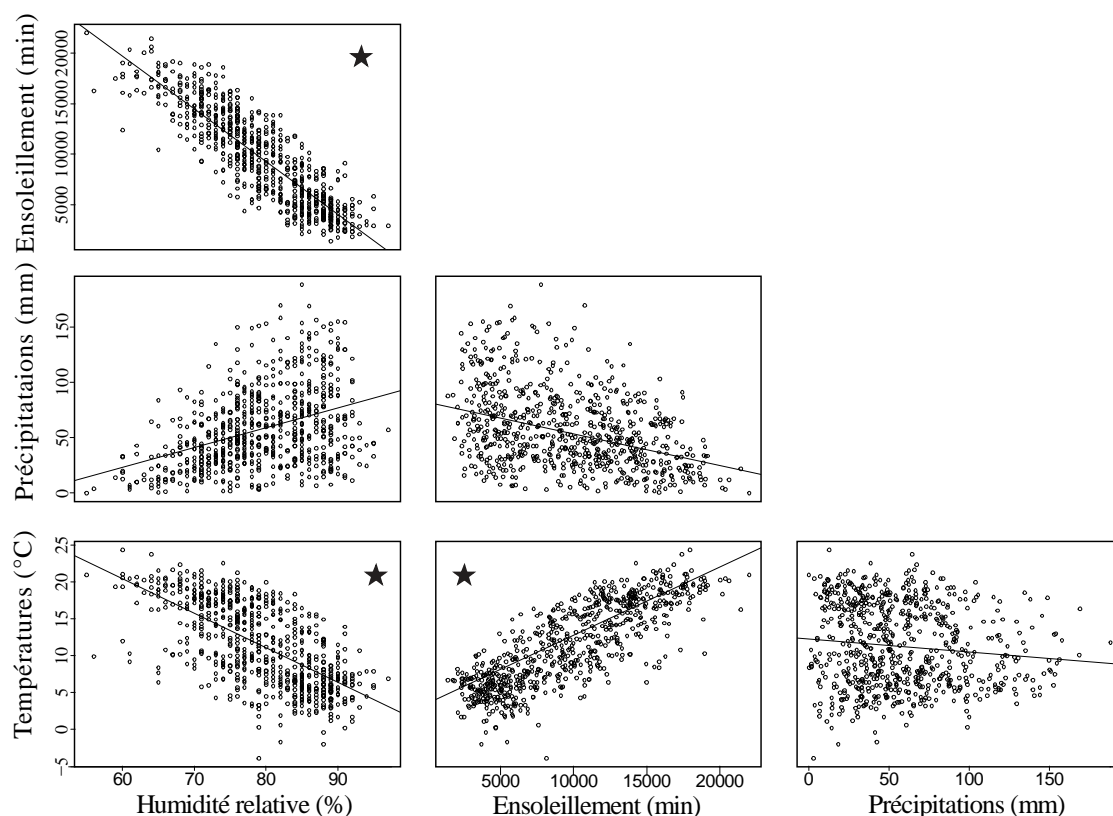 Ensoleillement (min)
20000
15000
10000
5000
Précipitataions (mm)
150
100
50
0
Températures (°C)
25
20
15
10
5
0
−5
60 70 80 90
5000 10000 15000 20000
0 50 100 150
Humidité relative (%)
Ensoleillement (min)
Précipitations (mm)